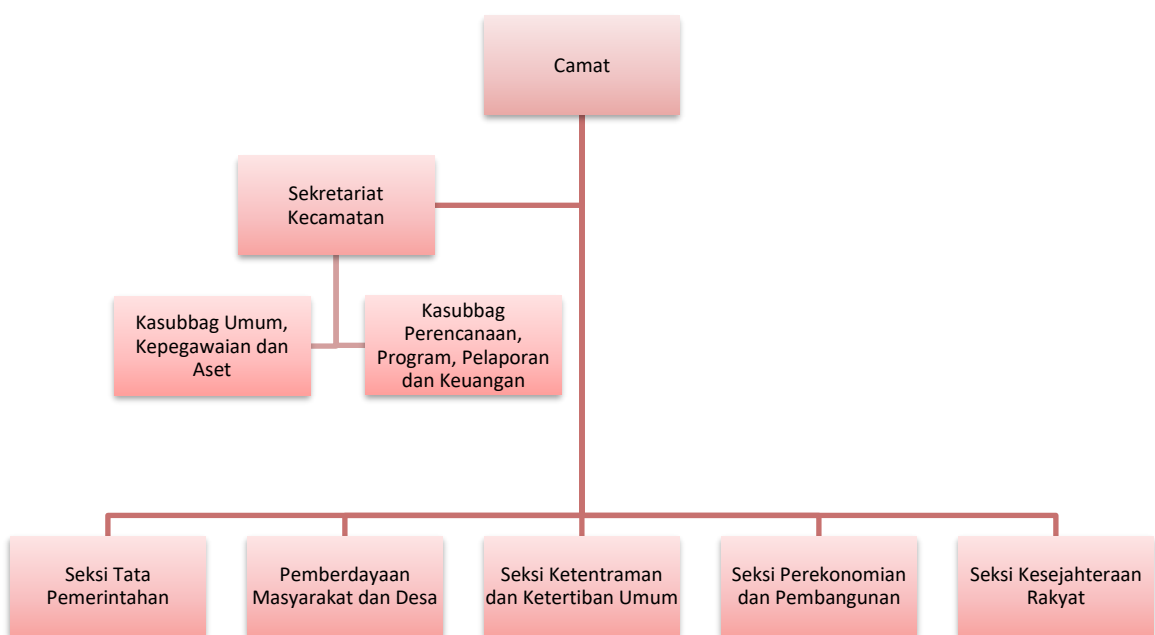 Camat
Sekretariat
Kecamatan
Kasubbag Umum,
Kepegawaian dan
Aset
Kasubbag
Perencanaan,
Program, Pelaporan
dan Keuangan
Seksi Tata
Pemerintahan
Pemberdayaan
Masyarakat dan Desa
Seksi Ketentraman
dan Ketertiban Umum
Seksi Perekonomian
dan Pembangunan
Seksi Kesejahteraan
Rakyat